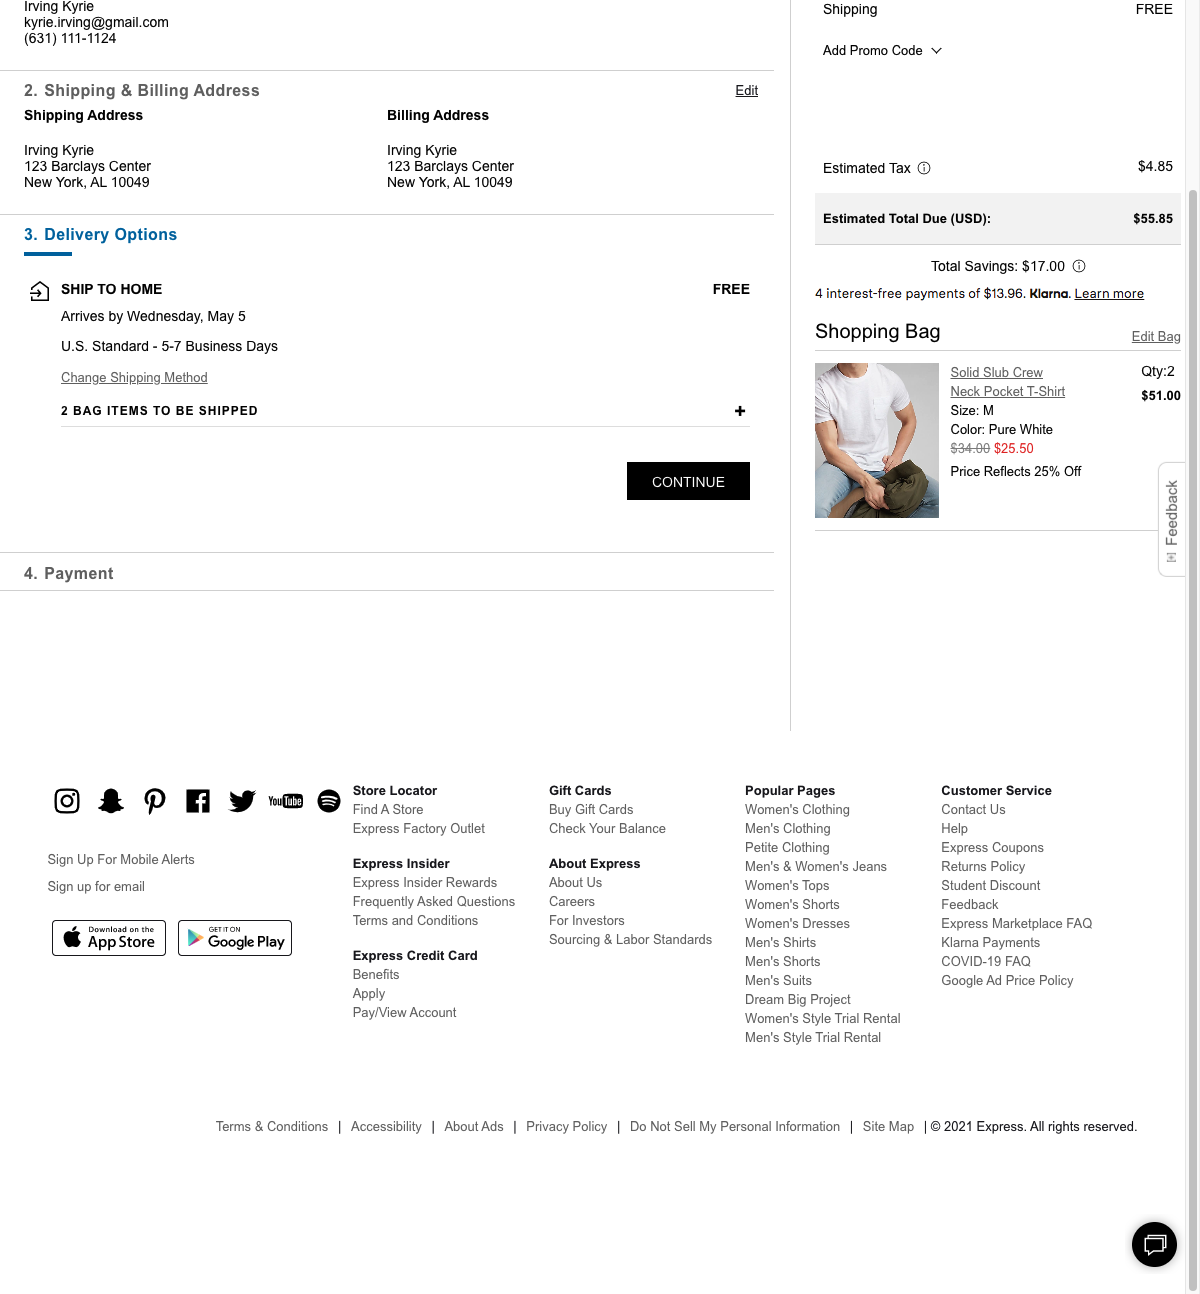 Irving Kyrie
kyrie.irving@gmail.com
(631) 111-1124
2. Shipping & Billing Address
Edit
Shipping Address
Irving Kyrie
123 Barclays Center
New York, AL 10049
Billing Address
Irving Kyrie
123 Barclays Center
New York, AL 10049
3. Delivery Options
SHIP TO HOME
FREE
Arrives by Wednesday, May 5
U.S. Standard - 5-7 Business Days
Change Shipping Method
2 BAG ITEMS TO BE SHIPPED
+
CONTINUE
4. Payment
Shipping
FREE
Add Promo Code
Estimated Tax
$4.85
Estimated Total Due (USD):
$55.85
Total Savings: $17.00
4 interest-free payments of $13.96. Klarna. Learn more
Shopping Bag
Edit Bag
Solid Slub Crew
Neck Pocket T-Shirt
Size: M
Color: Pure White
$34.00 $25.50
Price Reflects 25% Off
Qty:2
$51.00
Feedback
[+]
You Tube
Sign Up For Mobile Alerts
Sign up for email
Download on the
App Store
GET IT ON
Google Play
Store Locator
Find A Store
Express Factory Outlet
Express Insider
Express Insider Rewards
Frequently Asked Questions
Terms and Conditions
Express Credit Card
Benefits
Apply
Pay/View Account
Gift Cards
Buy Gift Cards
Check Your Balance
About Express
About Us
Careers
For Investors
Sourcing & Labor Standards
Popular Pages
Women's Clothing
Men's Clothing
Petite Clothing
Men's & Women's Jeans
Women's Tops
Women's Shorts
Women's Dresses
Men's Shirts
Men's Shorts
Men's Suits
Dream Big Project
Women's Style Trial Rental
Men's Style Trial Rental
Customer Service
Contact Us
Help
Express Coupons
Returns Policy
Student Discount
Feedback
Express Marketplace FAQ
Klarna Payments
COVID-19 FAQ
Google Ad Price Policy
Terms & Conditions | Accessibility | About Ads | Privacy Policy | Do Not Sell My Personal Information | Site Map | © 2021 Express. All rights reserved.